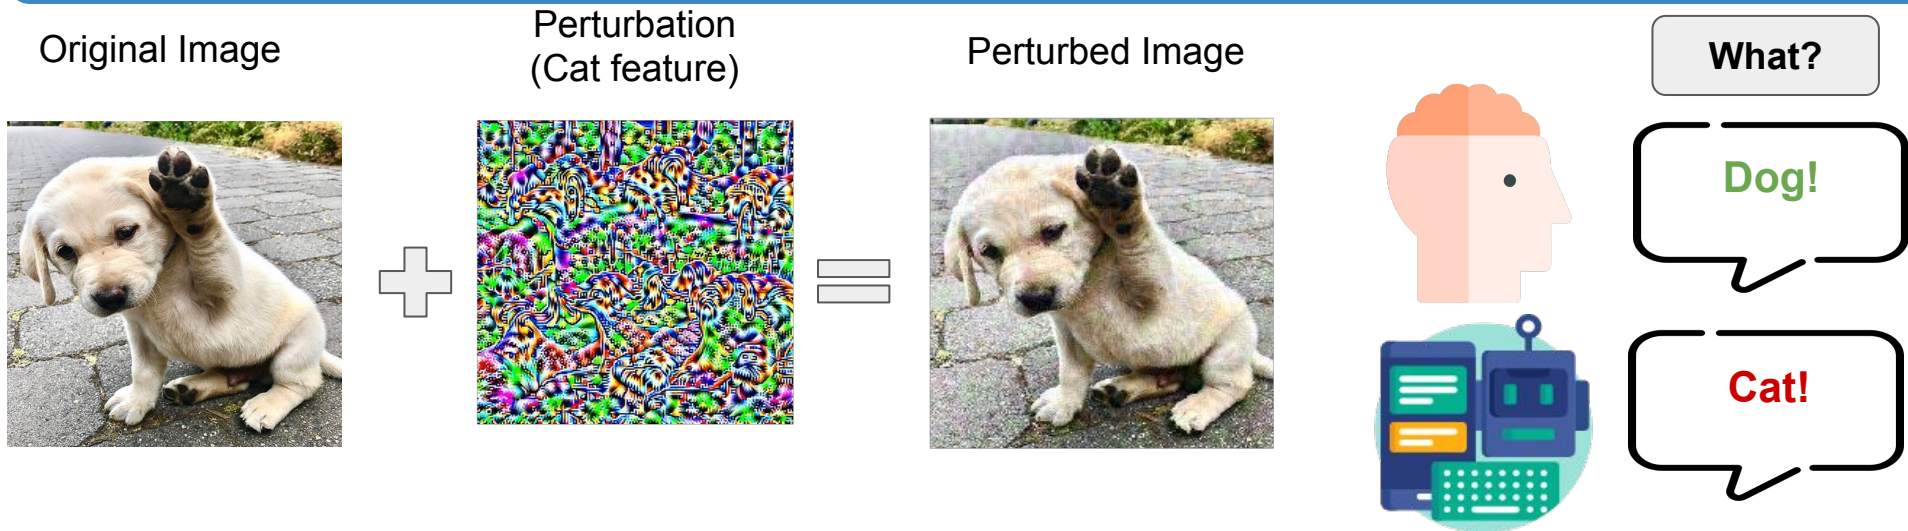 Original Image
Perturbation
(Cat feature)
Perturbed Image
What?
Dog!
Cat!